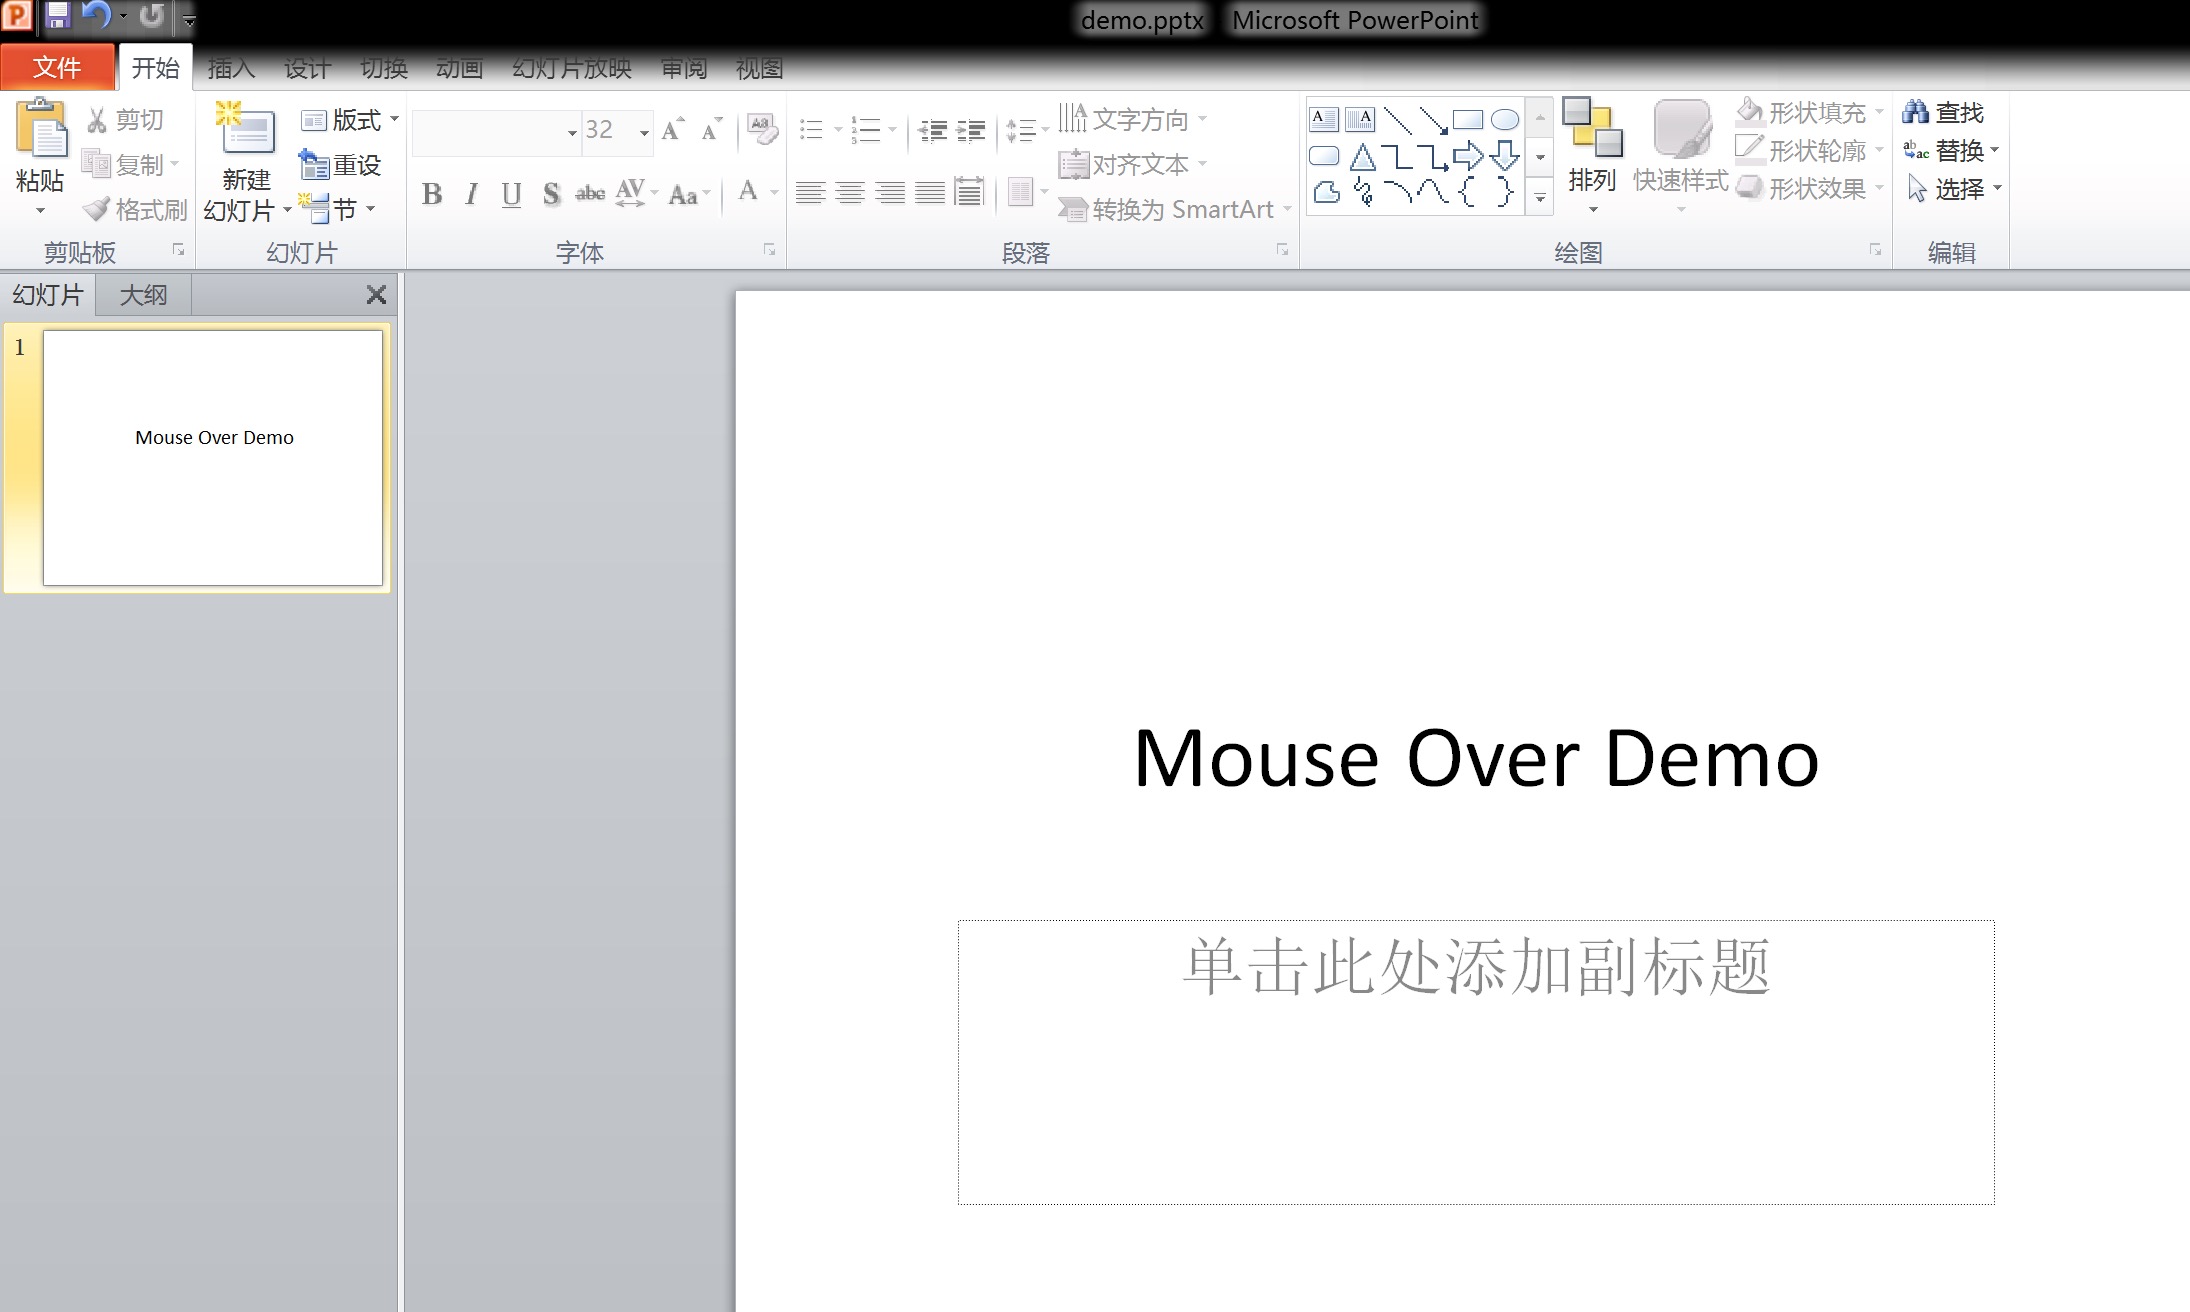 demo.pptx Microsoft PowerPoint
文件 开始 插入 设计 切换 动画 幻灯片放映 审阅 视图
粘贴
剪切
复制
格式刷
剪贴板
新建
幻灯片
版式
重设
节
幻灯片
32
B I U S abc AV Aa A
字体
文字方向
对齐文本
转换为 SmartArt
段落
排列
快速样式
形状填充
形状轮廓
形状效果
绘图
查找
替换
选择
编辑
幻灯片 大纲
1
Mouse Over Demo
Mouse Over Demo
单击此处添加副标题